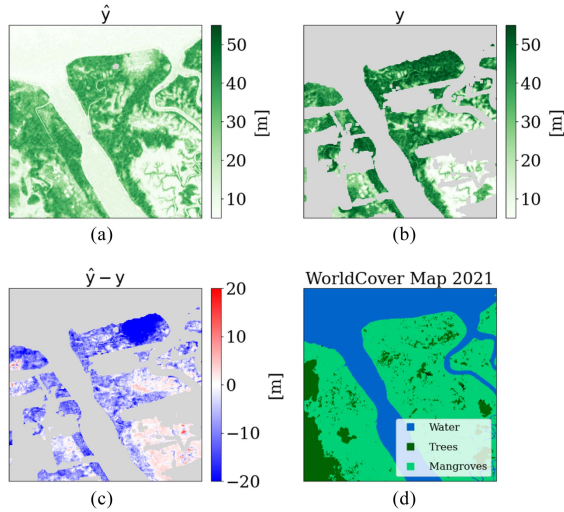 ŷ
y
50
40
30
20
10
[m]
50
40
30
20
10
[m]
(a)
(b)
ŷ − y
WorldCover Map 2021
20
10
0
−10
−20
[m]
Water
Trees
Mangroves
(c)
(d)